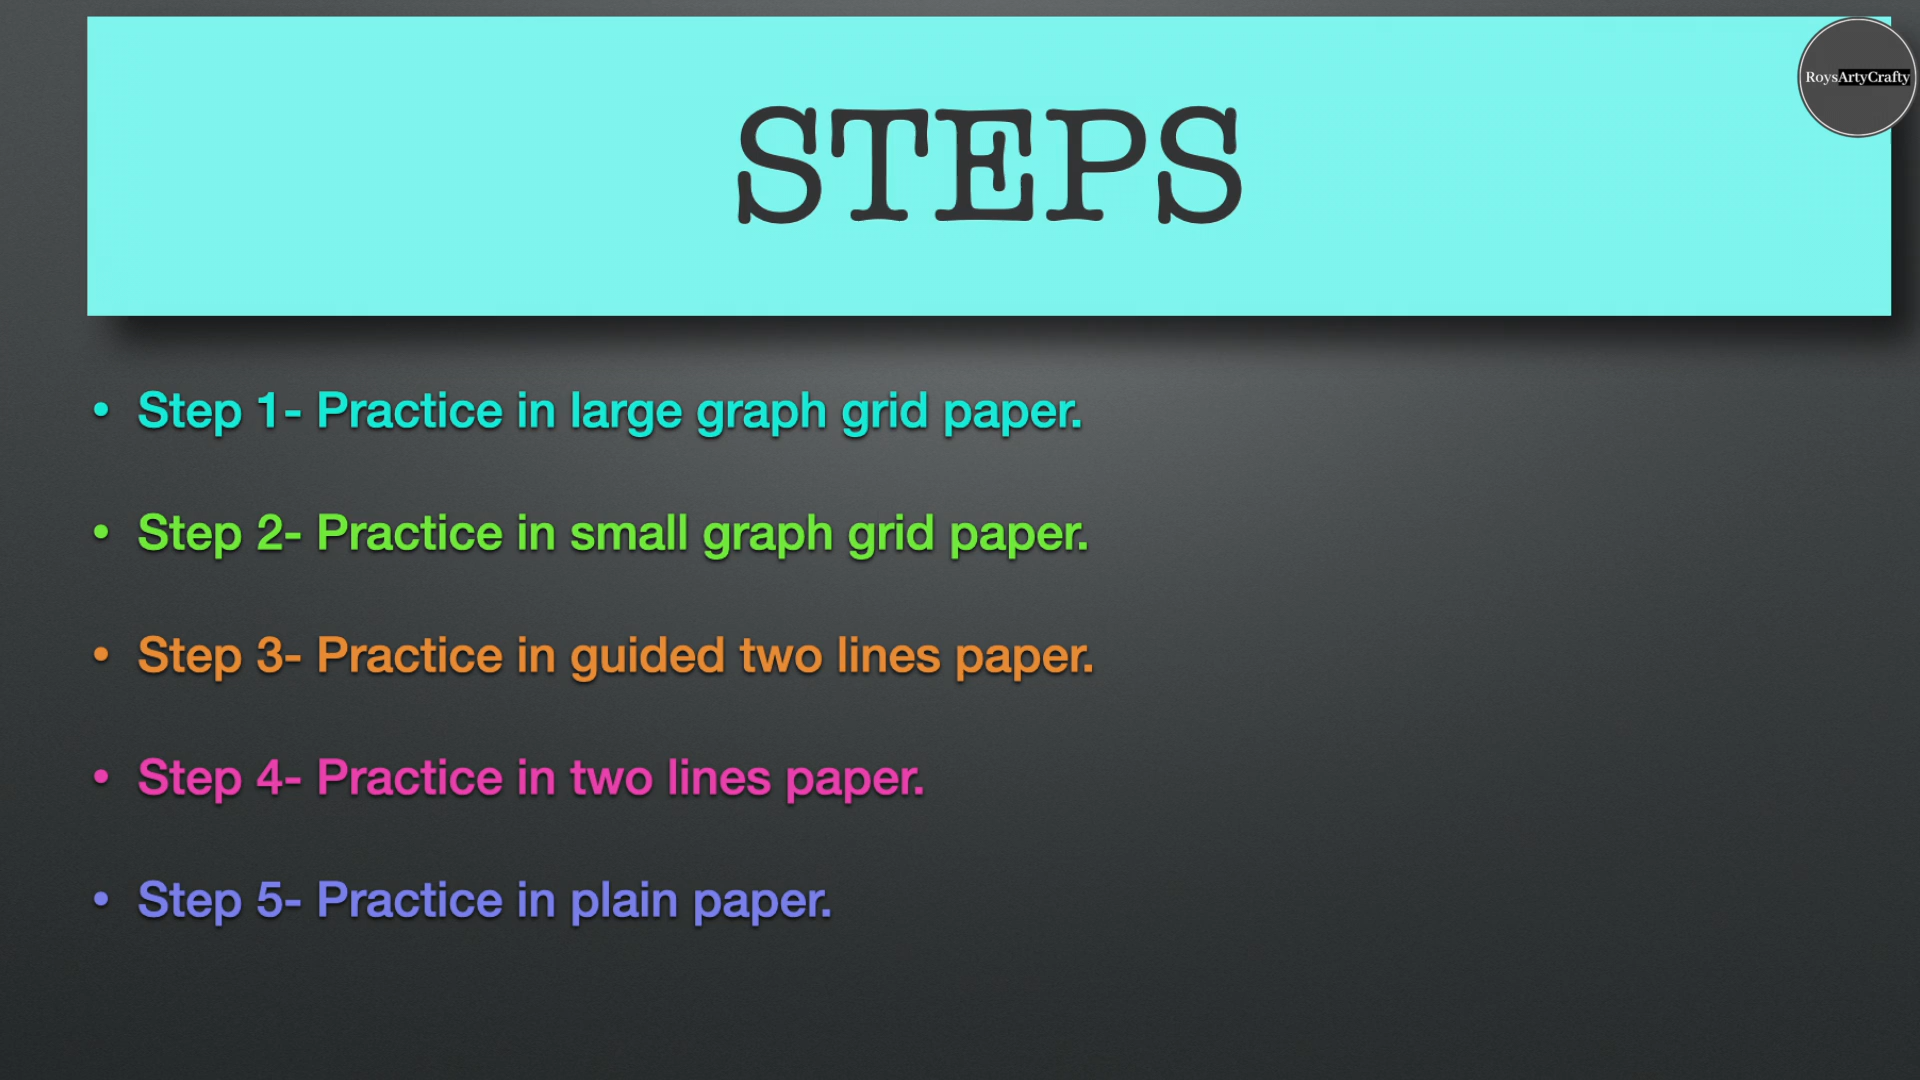 RoysArtyCrafty
STEPS
• Step 1- Practice in large graph grid paper.
• Step 2- Practice in small graph grid paper.
• Step 3- Practice in guided two lines paper.
• Step 4- Practice in two lines paper.
• Step 5- Practice in plain paper.